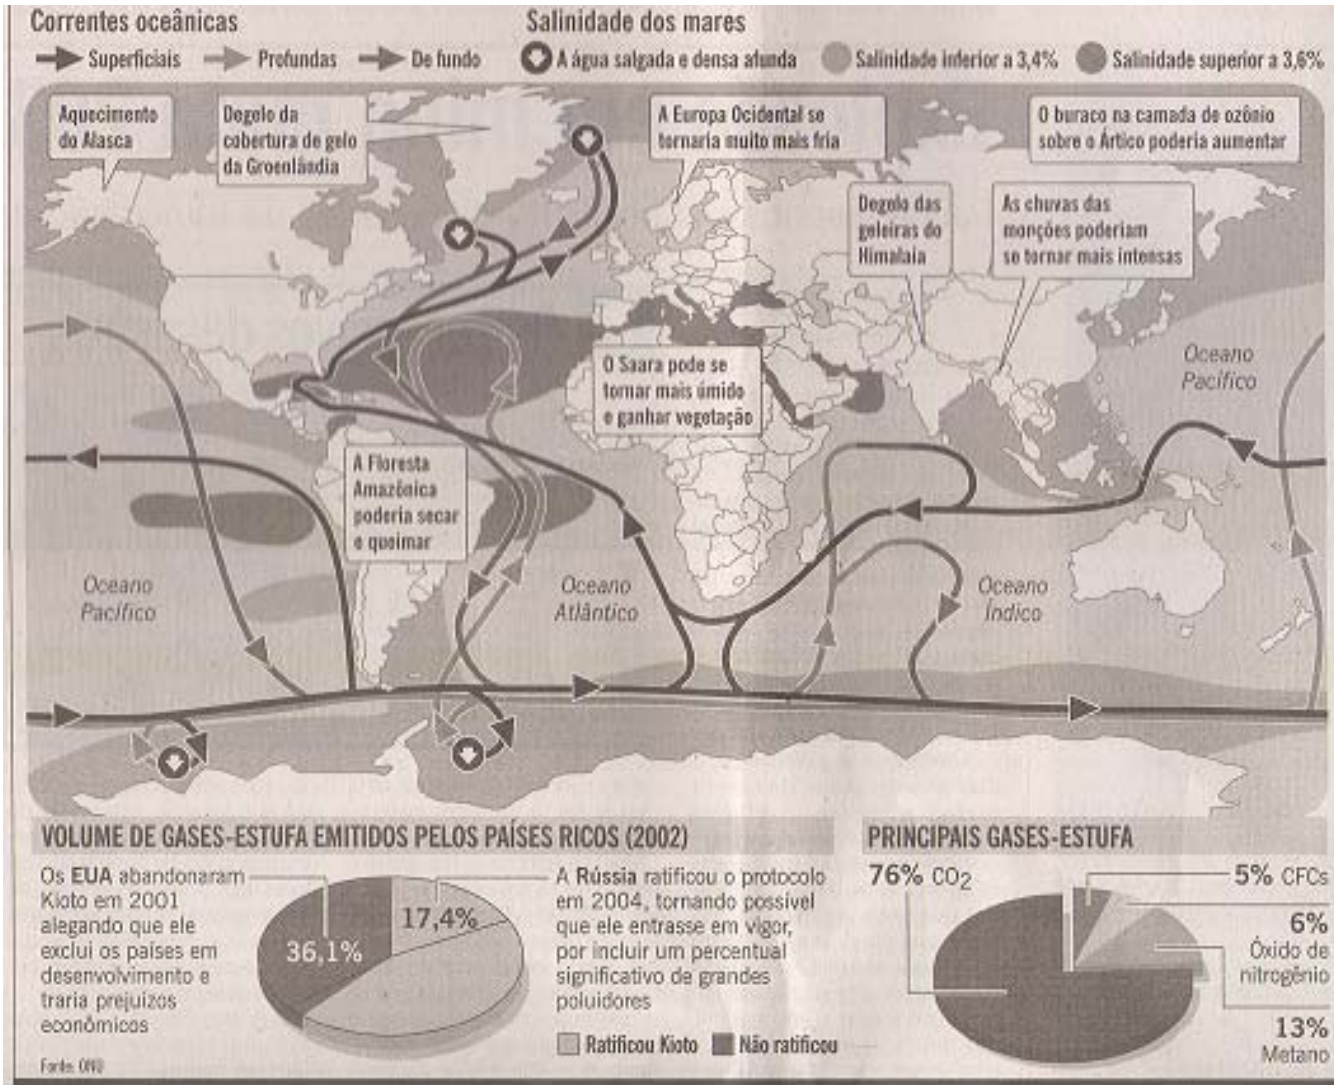 Correntes oceânicas
Superficiais
Profundas
De fundo
Salinidade dos mares
A água salgada e densa afunda
Salinidade inferior a 3,4%
Salinidade superior a 3,6%
Aquecimento
do Alasca
Degelo da
cobertura de gelo
da Groenlândia
A Europa Ocidental se
tornaria muito mais fria
O buraco na camada de ozônio
sobre o Ártico poderia aumentar
Degelo das
geleiras do
Himalaia
As chuvas das
monções poderiam
se tornar mais intensas
O Saara pode se
tornar mais úmido
e ganhar vegetação
Oceano
Pacífico
A Floresta
Amazônica
poderia secar
e queimar
Oceano
Pacífico
Oceano
Atlântico
Oceano
Índico
VOLUME DE GASES-ESTUFA EMITIDOS PELOS PAÍSES RICOS (2002)
Os EUA abandonaram
Kioto em 2001
alegando que ele
exclui os países em
desenvolvimento e
traria prejuízos
econômicos
36,1%
17,4%
A Rússia ratificou o protocolo
em 2004, tornando possível
que ele entrasse em vigor,
por incluir um percentual
significativo de grandes
poluidores
Ratificou Kioto
Não ratificou
Fonte: ONU
PRINCIPAIS GASES-ESTUFA
76% CO2
5% CFCs
6%
Óxido de
nitrogênio
13%
Metano